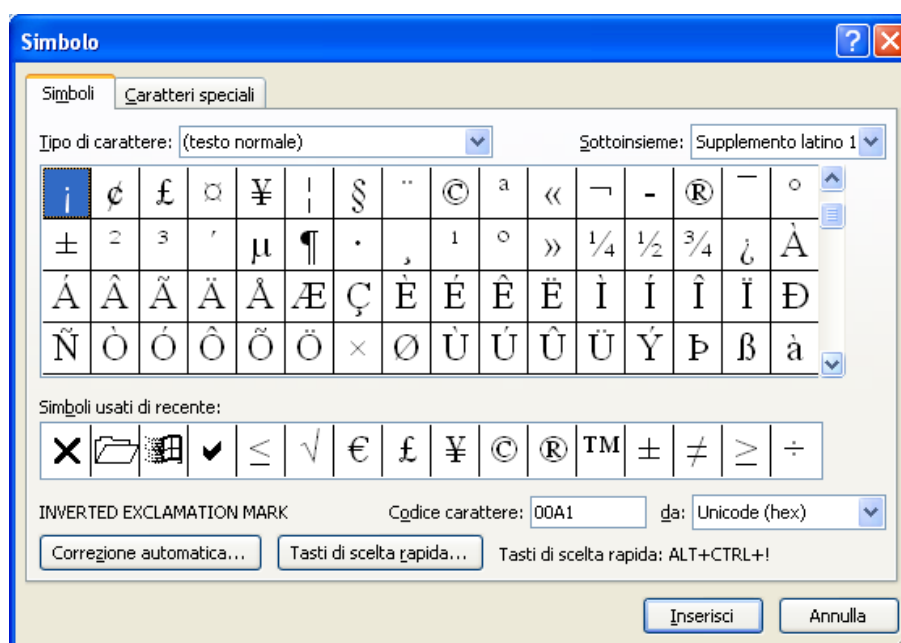 Simbolo
Simboli Caratteri speciali
Tipo di carattere: (testo normale) Sottoinsieme: Supplemento latino 1
¡ ¢ £ ¤ ¥ ¦ § ¨ © ª « ¬ - ® ¯ °
± ² ³ ´ µ ¶ · ¸ ¹ º » ¼ ½ ¾ ¿ À
Á Â Ã Ä Å Æ Ç È É Ê Ë Ì Í Î Ï Ð
Ñ Ò Ó Ô Õ Ö × Ø Ù Ú Û Ü Ý Þ ß à
Simboli usati di recente:
≤ √ € £ ¥ © ® ™ ± ≠ ≥ ÷
INVERTED EXCLAMATION MARK Codice carattere: 00A1 da: Unicode (hex)
Correzione automatica... Tasti di scelta rapida... Tasti di scelta rapida: ALT+CTRL+!
Inserisci Annulla